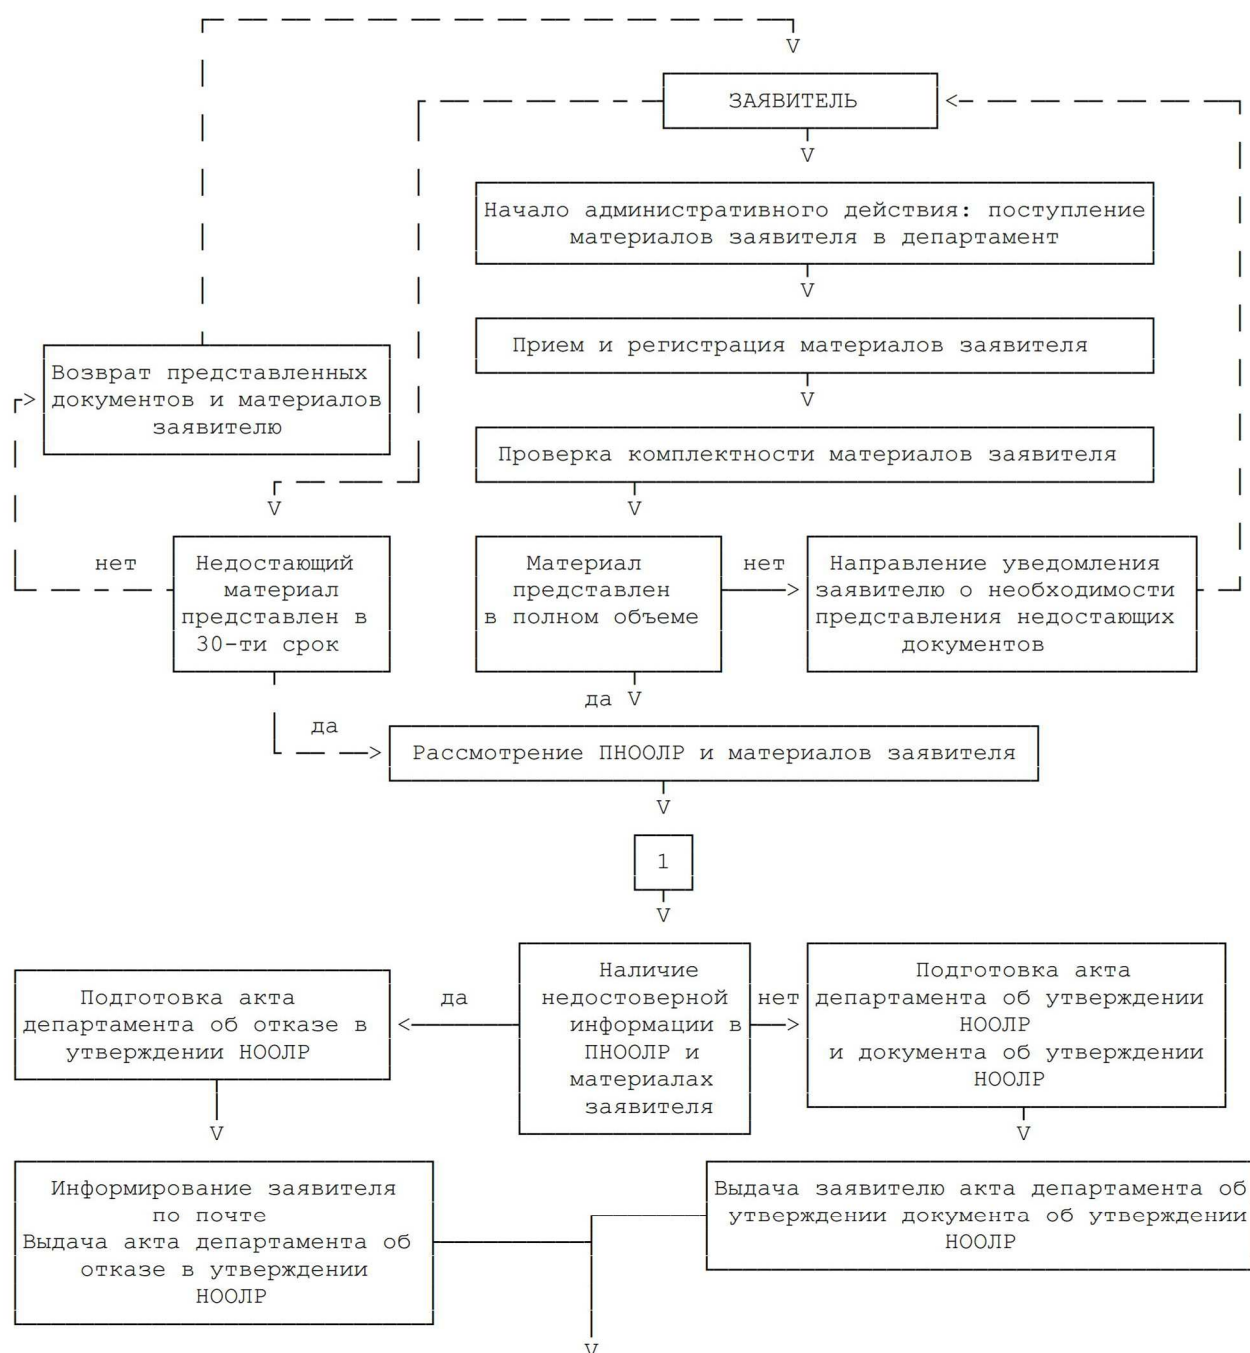 ЗАЯВИТЕЛЬ
Начало административного действия: поступление
материалов заявителя в департамент
Прием и регистрация материалов заявителя
Возврат представленных
документов и материалов
заявителю
Проверка комплектности материалов заявителя
нет
Недостающий
материал
представлен в
30-ти срок
Материал
представлен
в полном объеме
нет
Направление уведомления
заявителю о необходимости
представления недостающих
документов
да
да
Рассмотрение ПНООЛР и материалов заявителя
1
Подготовка акта
департамента об отказе в
утверждении НООЛР
да
Наличие
недостоверной
информации в
ПНООЛР и
материалах
заявителя
нет
Подготовка акта
департамента об утверждении
НООЛР
и документа об утверждении
НООЛР
Информирование заявителя
по почте
Выдача акта департамента об
отказе в утверждении
НООЛР
Выдача заявителю акта департамента об
утверждении документа об утверждении
НООЛР